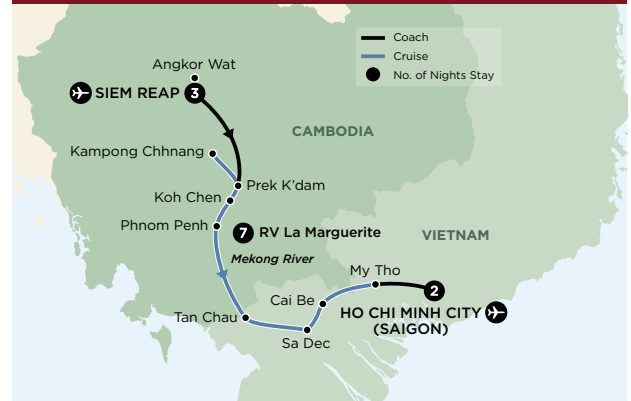 Coach
Cruise
No. of Nights Stay
Angkor Wat
SIEM REAP 3
CAMBODIA
Kampong Chhnang
Prek K'dam
Koh Chen
Phnom Penh
7 RV La Marguerite
VIETNAM
Mekong River
My Tho
2
Cai Be
HO CHI MINH CITY
(SAIGON)
Tan Chau
Sa Dec